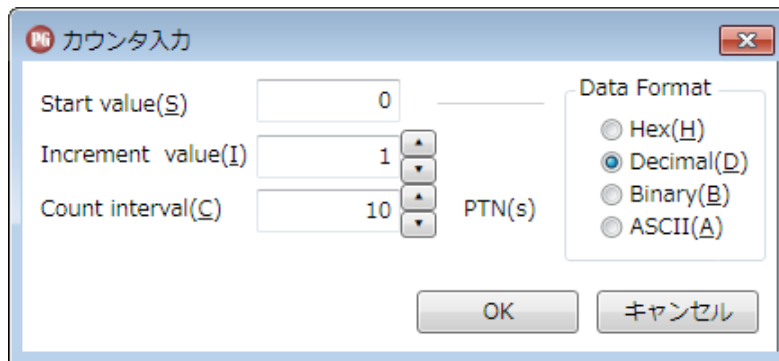 PG カウンタ入力
Start value(S) 0
Increment value(I) 1
Count interval(C) 10 PTN(s)
Data Format
Hex(H)
Decimal(D)
Binary(B)
ASCII(A)
OK キャンセル